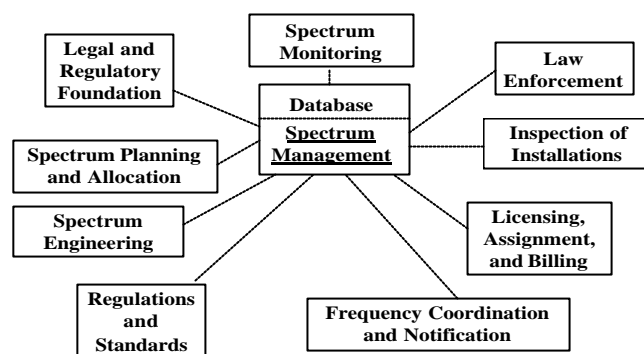 Spectrum
Monitoring
Legal and
Regulatory
Foundation
Law
Enforcement
Database
Spectrum
Management
Inspection of
Installations
Spectrum Planning
and Allocation
Spectrum
Engineering
Licensing,
Assignment,
and Billing
Regulations
and
Standards
Frequency Coordination
and Notification